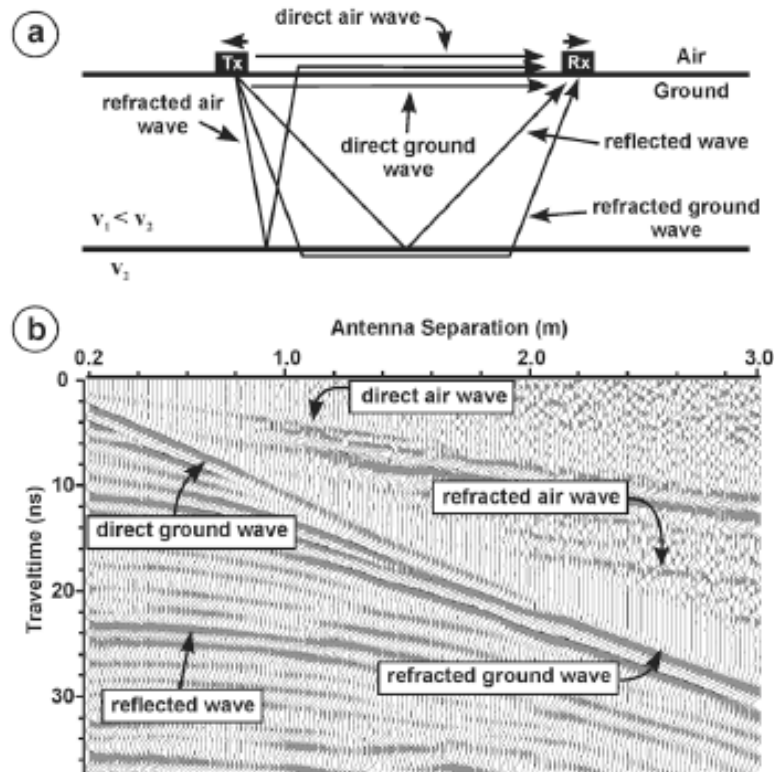 a
direct air wave
Tx
Rx
Air
Ground
refracted air
wave
direct ground
wave
reflected wave
refracted ground
wave
v₁ < v₂
v₂
b
Antenna Separation (m)
0.2 1.0 2.0 3.0
0
direct air wave
10
refracted air wave
direct ground wave
Traveltime (ns)
20
refracted ground wave
reflected wave
30